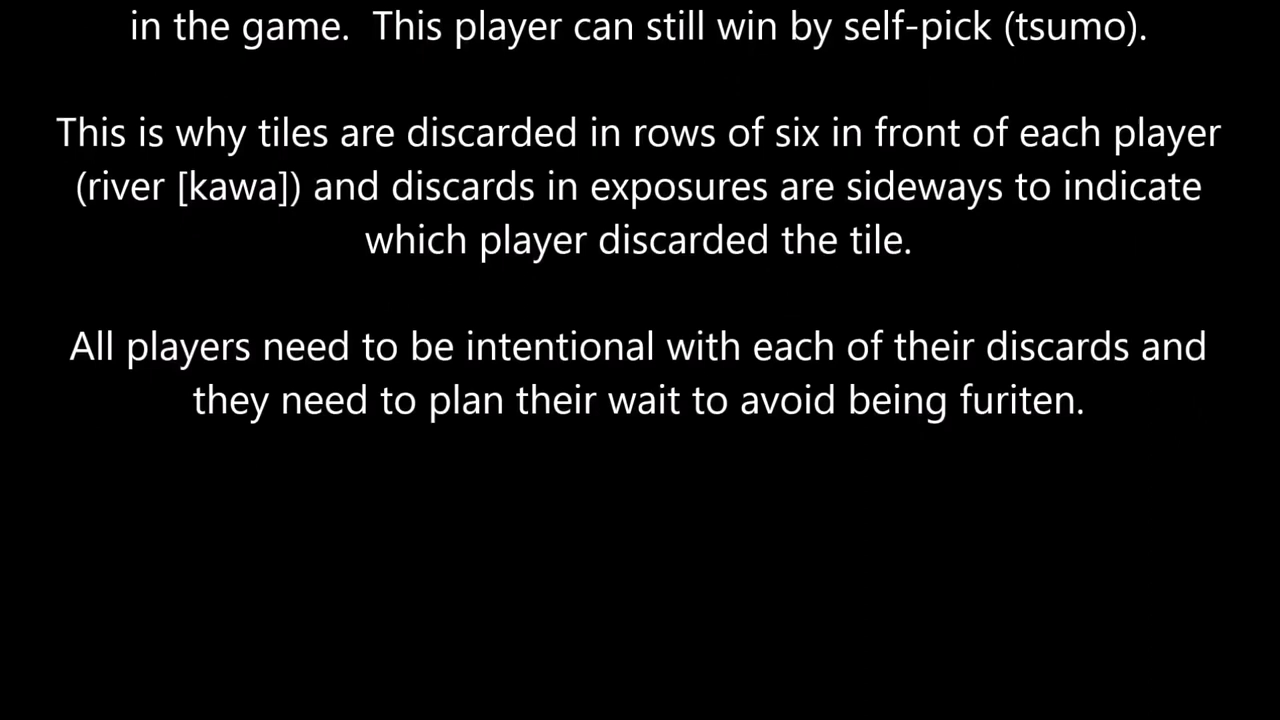 in the game.  This player can still win by self-pick (tsumo).
This is why tiles are discarded in rows of six in front of each player
(river [kawa]) and discards in exposures are sideways to indicate
which player discarded the tile.
All players need to be intentional with each of their discards and
they need to plan their wait to avoid being furiten.